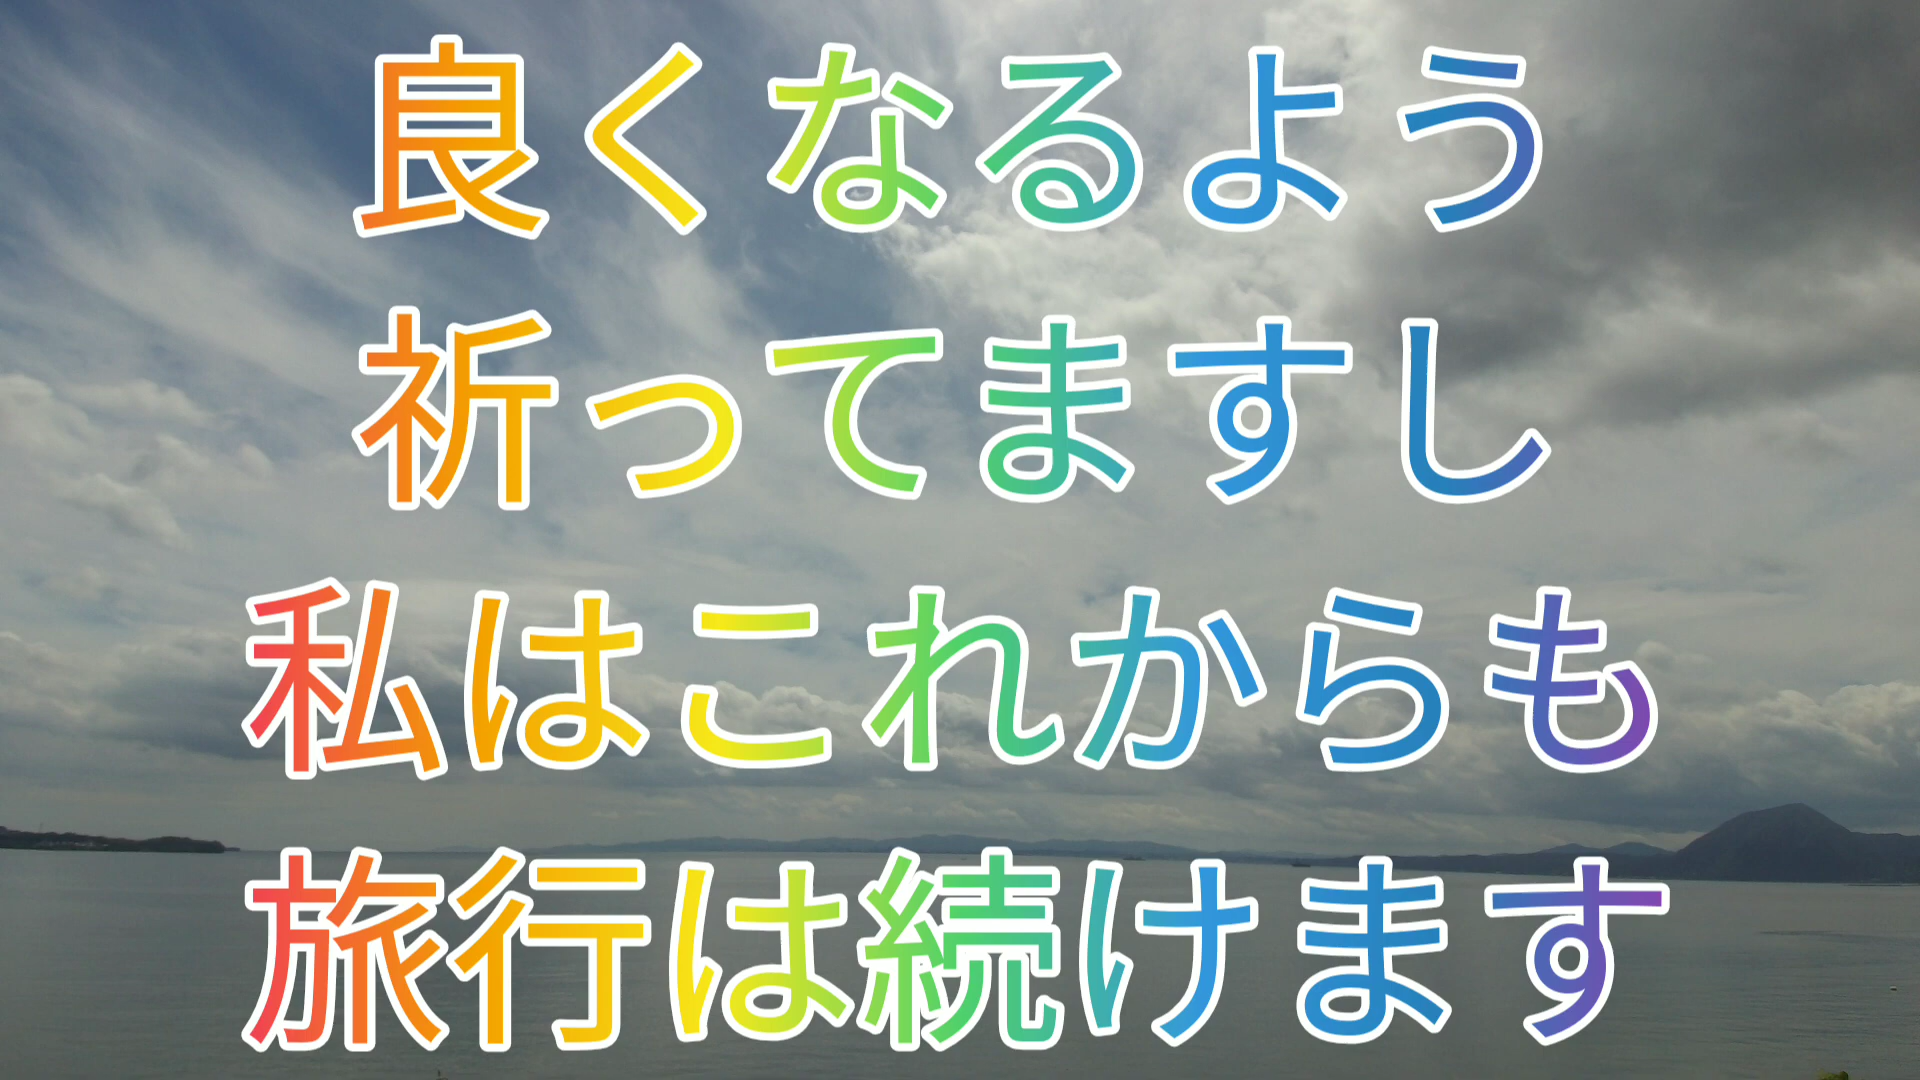 良くなるよう
祈ってますし
私はこれからも
旅行は続けます